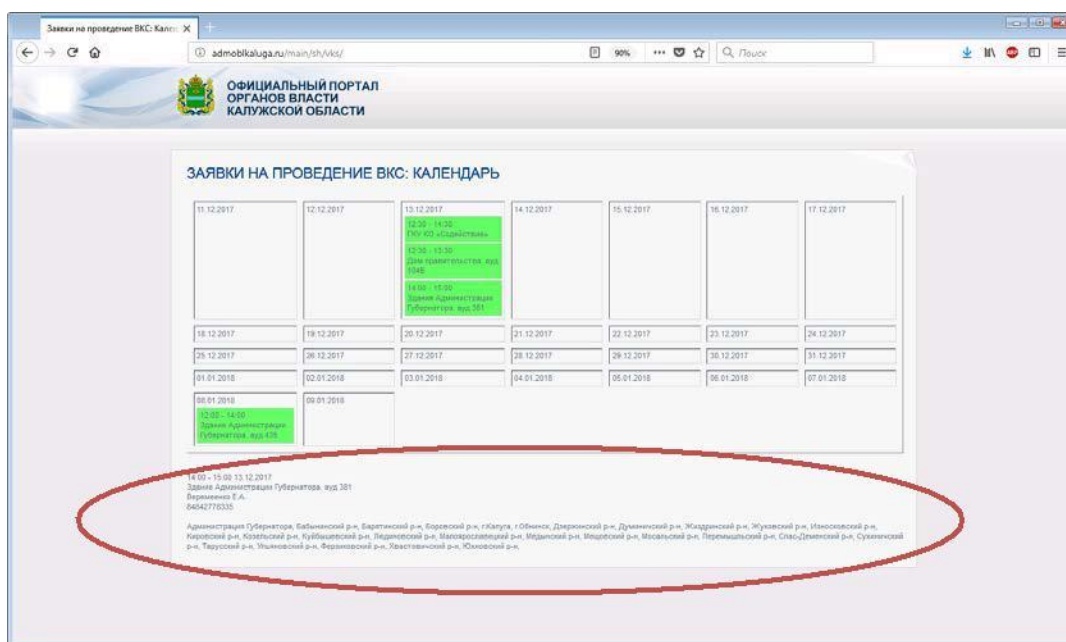 Заявки на проведение ВКС: Кален
admoblkaluga.ru/main/sh/vks/
90%
Поиск
ОФИЦИАЛЬНЫЙ ПОРТАЛ
ОРГАНОВ ВЛАСТИ
КАЛУЖСКОЙ ОБЛАСТИ
ЗАЯВКИ НА ПРОВЕДЕНИЕ ВКС: КАЛЕНДАРЬ
11.12.2017 12.12.2017 13.12.2017 14.12.2017 15.12.2017 16.12.2017 17.12.2017
12:30 - 14:30
ГКУ КО «Содействие»
12:30 - 13:30
Дом правительства, ауд.
104В
14:00 - 15:00
Здание Администрации
Губернатора, ауд.381
18.12.2017 19.12.2017 20.12.2017 21.12.2017 22.12.2017 23.12.2017 24.12.2017
25.12.2017 26.12.2017 27.12.2017 28.12.2017 29.12.2017 30.12.2017 31.12.2017
01.01.2018 02.01.2018 03.01.2018 04.01.2018 05.01.2018 06.01.2018 07.01.2018
08.01.2018 09.01.2018
12:00 - 14:00
Здание Администрации
Губернатора, ауд.436
14:00 - 15:00 13.12.2017
Здание Администрации Губернатора, ауд.381
Веремеенко Е.А.
84842778335
Администрация Губернатора, Бабынинский р-н, Барятинский р-н, Боровский р-н, г.Калуга, г.Обнинск, Дзержинский р-н, Думиничский р-н, Жиздринский р-н, Жуковский р-н, Износковский р-н,
Кировский р-н, Козельский р-н, Куйбышевский р-н, Людиновский р-н, Малоярославецкий р-н, Медынский р-н, Мещовский р-н, Мосальский р-н, Перемышльский р-н, Спас-Деменский р-н, Сухиничский
р-н, Тарусский р-н, Ульяновский р-н, Ферзиковский р-н, Хвастовичский р-н, Юхновский р-н,